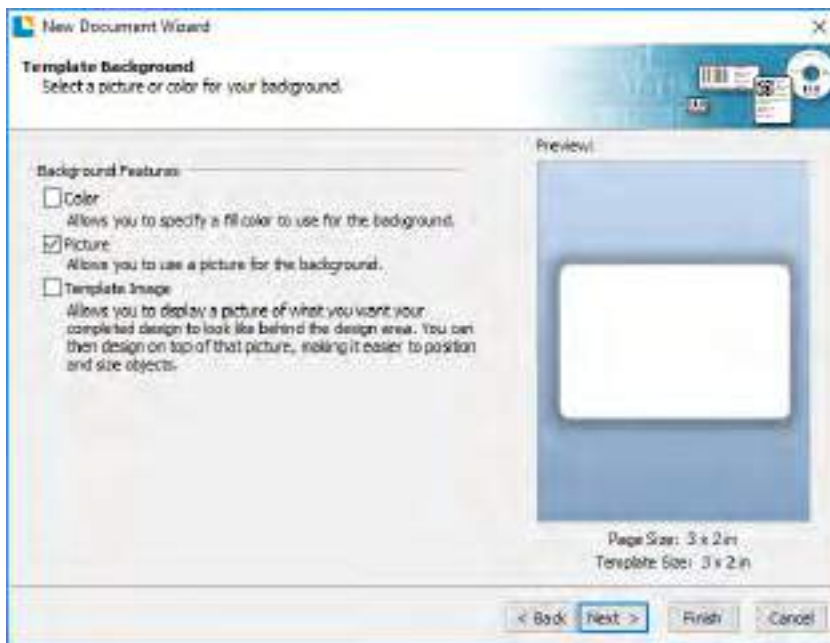 New Document Wizard
Template Background
Select a picture or color for your background.
Preview:
Background Features
Color
Allows you to specify a fill color to use for the background.
Picture
Allows you to use a picture for the background.
Template Image
Allows you to display a picture of what you want your
completed design to look like behind the design area. You can
then design on top of that picture, making it easier to position
and size objects.
Page Size: 3 x 2 in
Template Size: 3 x 2 in
< Back Next > Finish Cancel